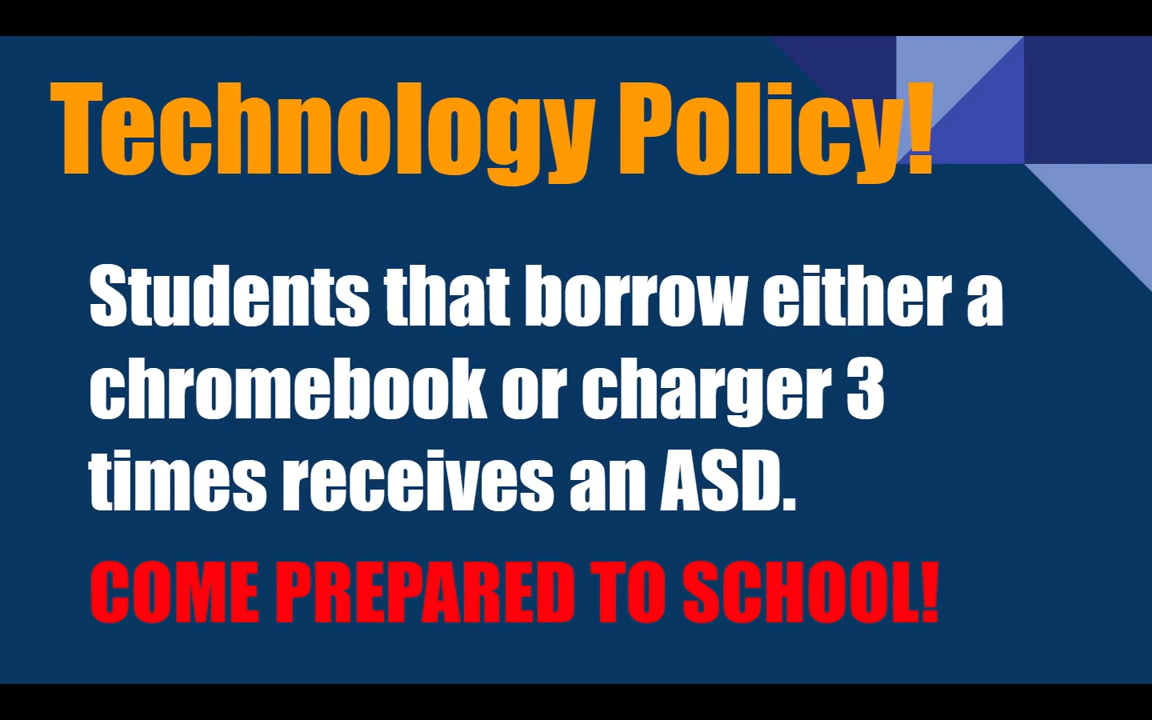 Technology Policy!
Students that borrow either a
chromebook or charger 3
times receives an ASD.
COME PREPARED TO SCHOOL!